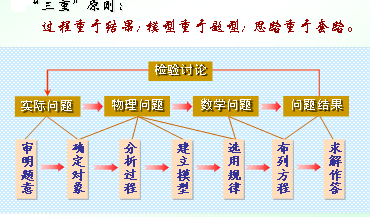 “三重”原则：
过程重于结果；模型重于题型；思路重于套路。
检验讨论
实际问题 物理问题 数学问题 问题结果
审明题意
确定对象
分析过程
建立模型
选用规律
布列方程
求解作答